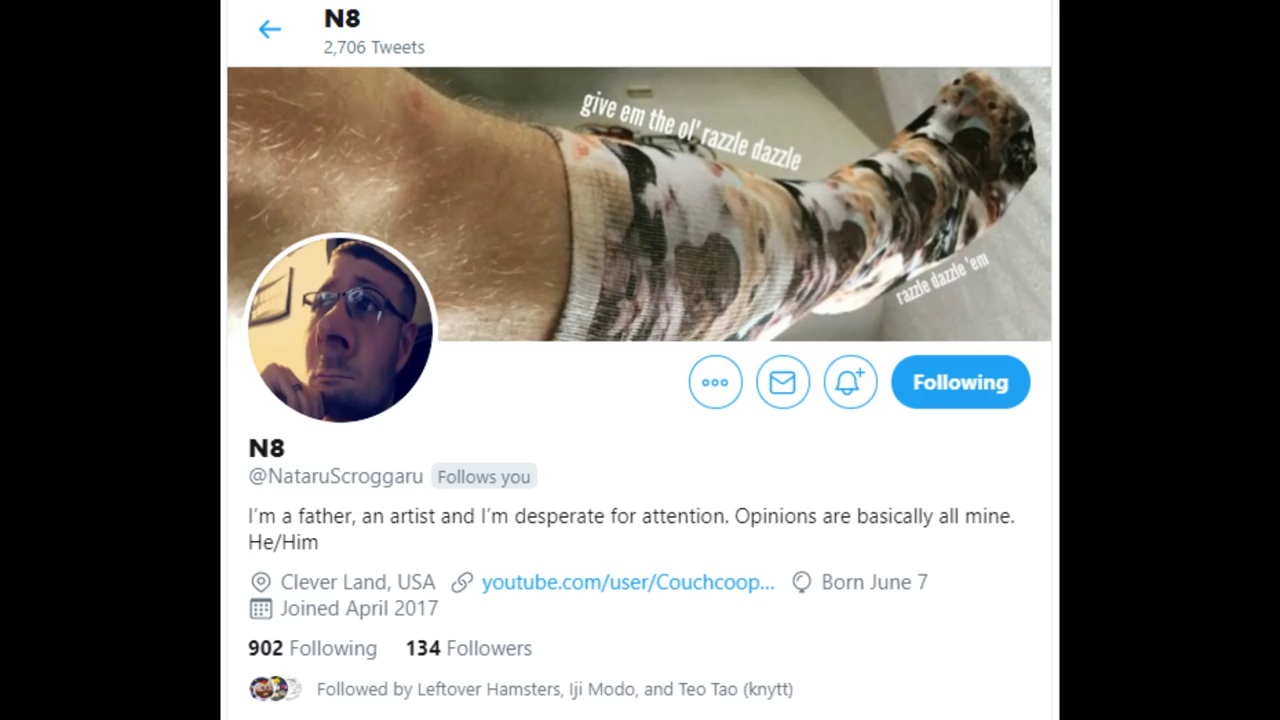 N8
2,706 Tweets
give em the ol' razzle dazzle
razzle dazzle 'em
Following
N8
@NataruScroggaru Follows you
I'm a father, an artist and I'm desperate for attention. Opinions are basically all mine.
He/Him
Clever Land, USA youtube.com/user/Couchcoop... Born June 7
Joined April 2017
902 Following 134 Followers
Followed by Leftover Hamsters, Iji Modo, and Teo Tao (knytt)